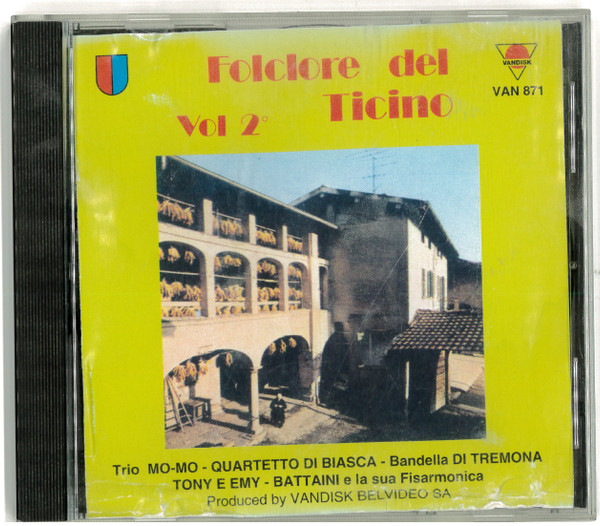 Folclore del
Ticino
Vol 2°
VANDISK
VAN 871
Trio MO-MO - QUARTETTO DI BIASCA - Bandella DI TREMONA
TONY E EMY - BATTAINI e la sua Fisarmonica
Produced by VANDISK BELVIDEO SA